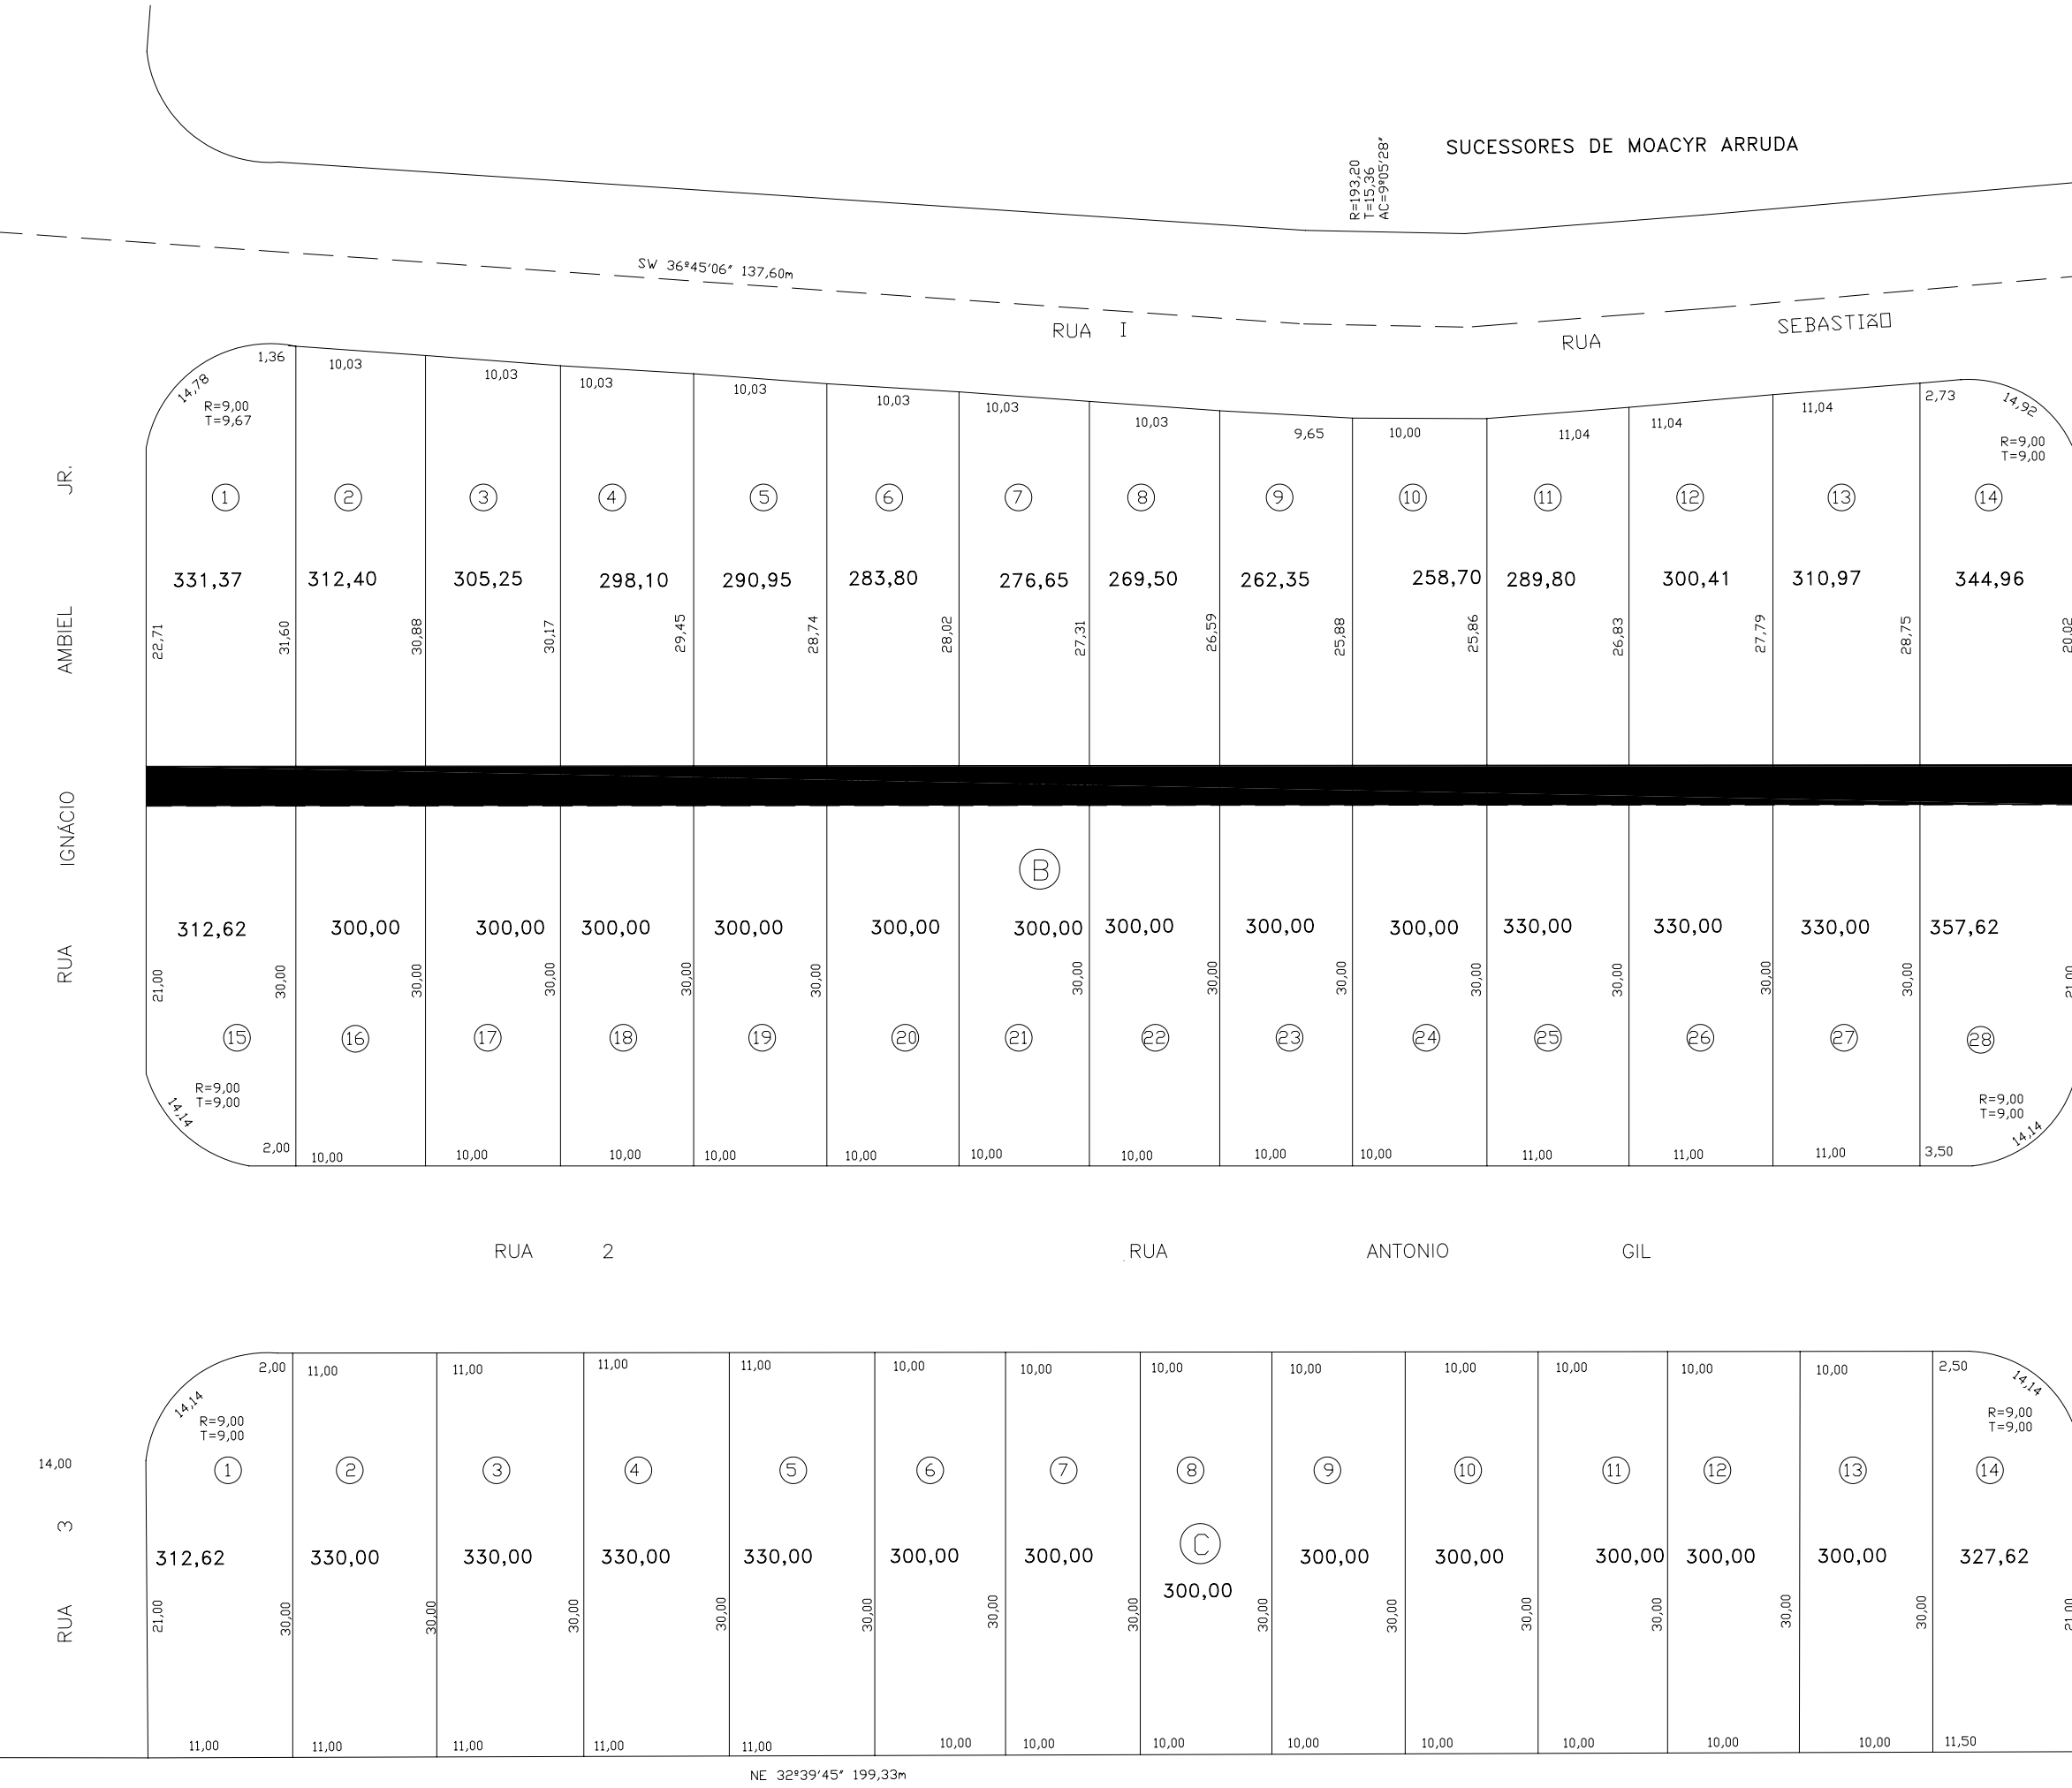 SUCESSORES DE MOACYR ARRUDA
R=193,20
T=15,36
AC=9º05'28"
SW 36º45'06" 137,60m
RUA I
RUA SEBASTIãO
1,36 10,03 10,03 10,03 10,03 10,03 10,03 10,03 9,65 10,00 11,04 11,04 11,04 2,73
14,78
R=9,00
T=9,67
14,92
R=9,00
T=9,00
1 2 3 4 5 6 7 8 9 10 11 12 13 14
331,37 312,40 305,25 298,10 290,95 283,80 276,65 269,50 262,35 258,70 289,80 300,41 310,97 344,96
22,71 31,60 30,88 30,17 29,45 28,74 28,02 27,31 26,59 25,88 25,86 26,83 27,79 28,75 20,02
RUA IGNÁCIO AMBIEL JR.
B
312,62 300,00 300,00 300,00 300,00 300,00 300,00 300,00 300,00 300,00 330,00 330,00 330,00 357,62
21,00 30,00 30,00 30,00 30,00 30,00 30,00 30,00 30,00 30,00 30,00 30,00 30,00 21,00
15 16 17 18 19 20 21 22 23 24 25 26 27 28
R=9,00
T=9,00
14,14
R=9,00
T=9,00
14,14
2,00 10,00 10,00 10,00 10,00 10,00 10,00 10,00 10,00 10,00 11,00 11,00 11,00 3,50
RUA 2 RUA ANTONIO GIL
2,00 11,00 11,00 11,00 11,00 10,00 10,00 10,00 10,00 10,00 10,00 10,00 10,00 2,50
14,14
R=9,00
T=9,00
14,14
R=9,00
T=9,00
14,00
1 2 3 4 5 6 7 8 9 10 11 12 13 14
C
312,62 330,00 330,00 330,00 330,00 300,00 300,00 300,00 300,00 300,00 300,00 300,00 300,00 327,62
RUA 3
21,00 30,00 30,00 30,00 30,00 30,00 30,00 30,00 30,00 30,00 30,00 30,00 30,00 30,00 21,00
11,00 11,00 11,00 11,00 11,00 10,00 10,00 10,00 10,00 10,00 10,00 10,00 10,00 11,50
NE 32º39'45" 199,33m